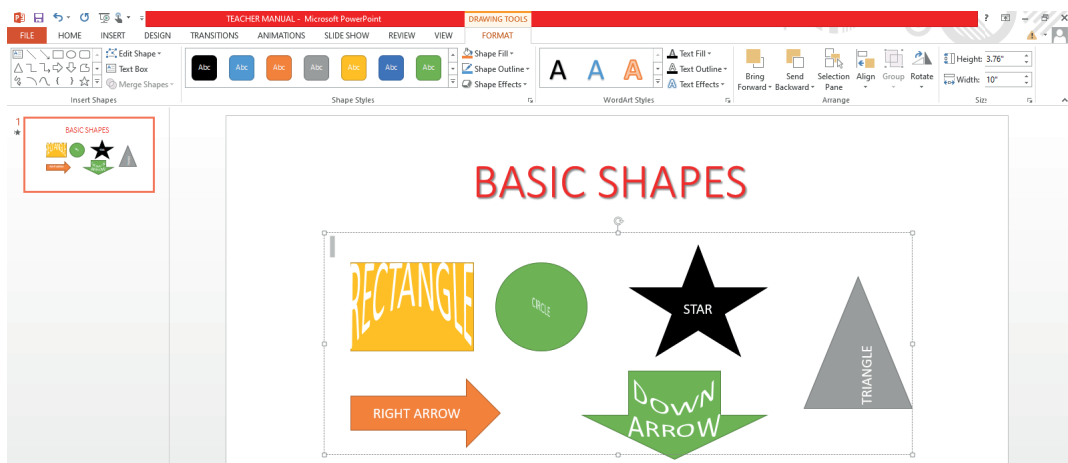 TEACHER MANUAL - Microsoft PowerPoint
DRAWING TOOLS
?
FILE HOME INSERT DESIGN TRANSITIONS ANIMATIONS SLIDE SHOW REVIEW VIEW FORMAT
Edit Shape
Text Box
Merge Shapes
Insert Shapes
Abc Abc Abc Abc Abc Abc Abc
Shape Fill
Shape Outline
Shape Effects
Shape Styles
A A A
Text Fill
Text Outline
Text Effects
WordArt Styles
Bring Forward
Send Backward
Selection Pane
Align
Group
Rotate
Arrange
Height: 3.76"
Width: 10"
Size
1
BASIC SHAPES
BASIC SHAPES
RECTANGLE
CIRCLE
STAR
TRIANGLE
RIGHT ARROW
DOWN
ARROW